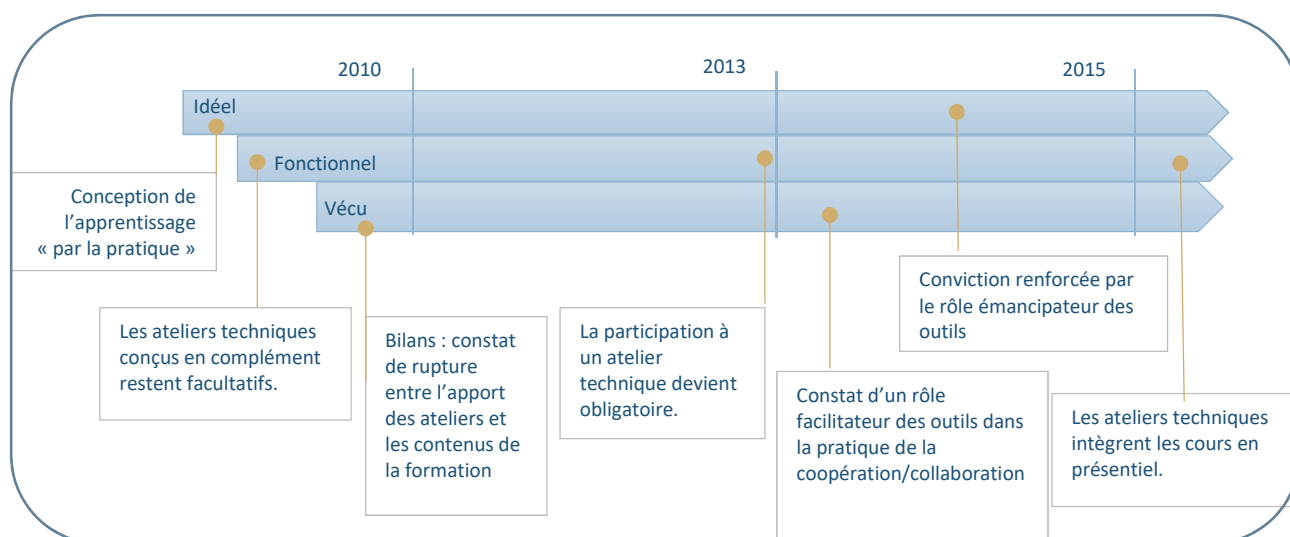 2010
2013
2015
Idéel
Fonctionnel
Vécu
Conception de
l’apprentissage
« par la pratique »
Les ateliers techniques
conçus en complément
restent facultatifs.
Bilans : constat
de rupture
entre l’apport
des ateliers et
les contenus de
la formation
La participation à
un atelier
technique devient
obligatoire.
Constat d’un rôle
facilitateur des outils dans
la pratique de la
coopération/collaboration
Conviction renforcée par
le rôle émancipateur des
outils
Les ateliers techniques
intègrent les cours en
présentiel.